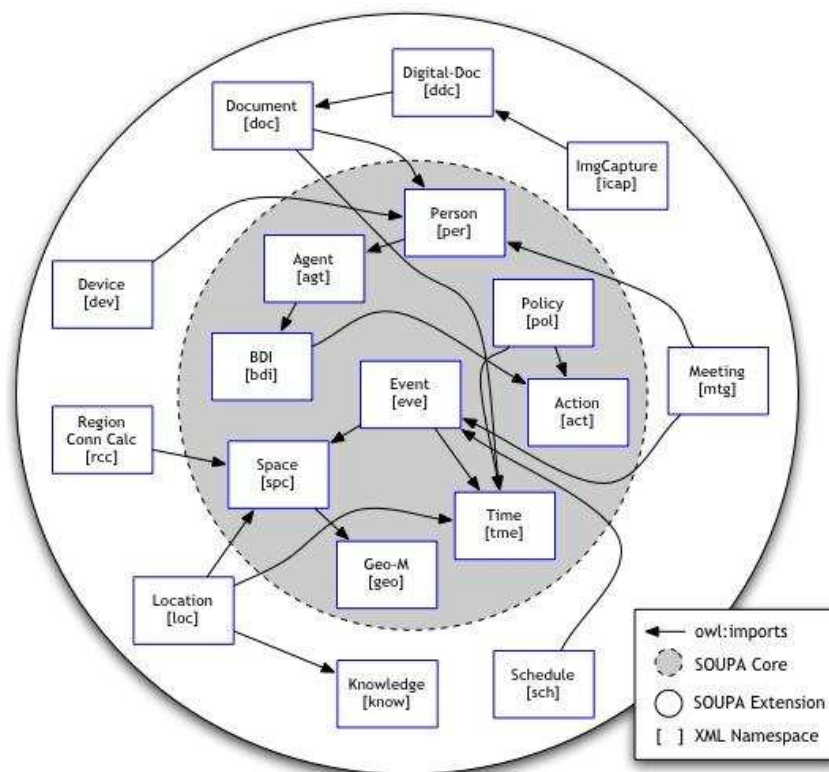 Digital-Doc
[ddc]
Document
[doc]
ImgCapture
[icap]
Person
[per]
Agent
[agt]
Device
[dev]
Policy
[pol]
BDI
[bdi]
Event
[eve]
Meeting
[mtg]
Action
[act]
Region
Conn Calc
[rcc]
Space
[spc]
Time
[tme]
Geo-M
[geo]
Location
[loc]
Knowledge
[know]
Schedule
[sch]
owl:imports
SOUPA Core
SOUPA Extension
[ ] XML Namespace